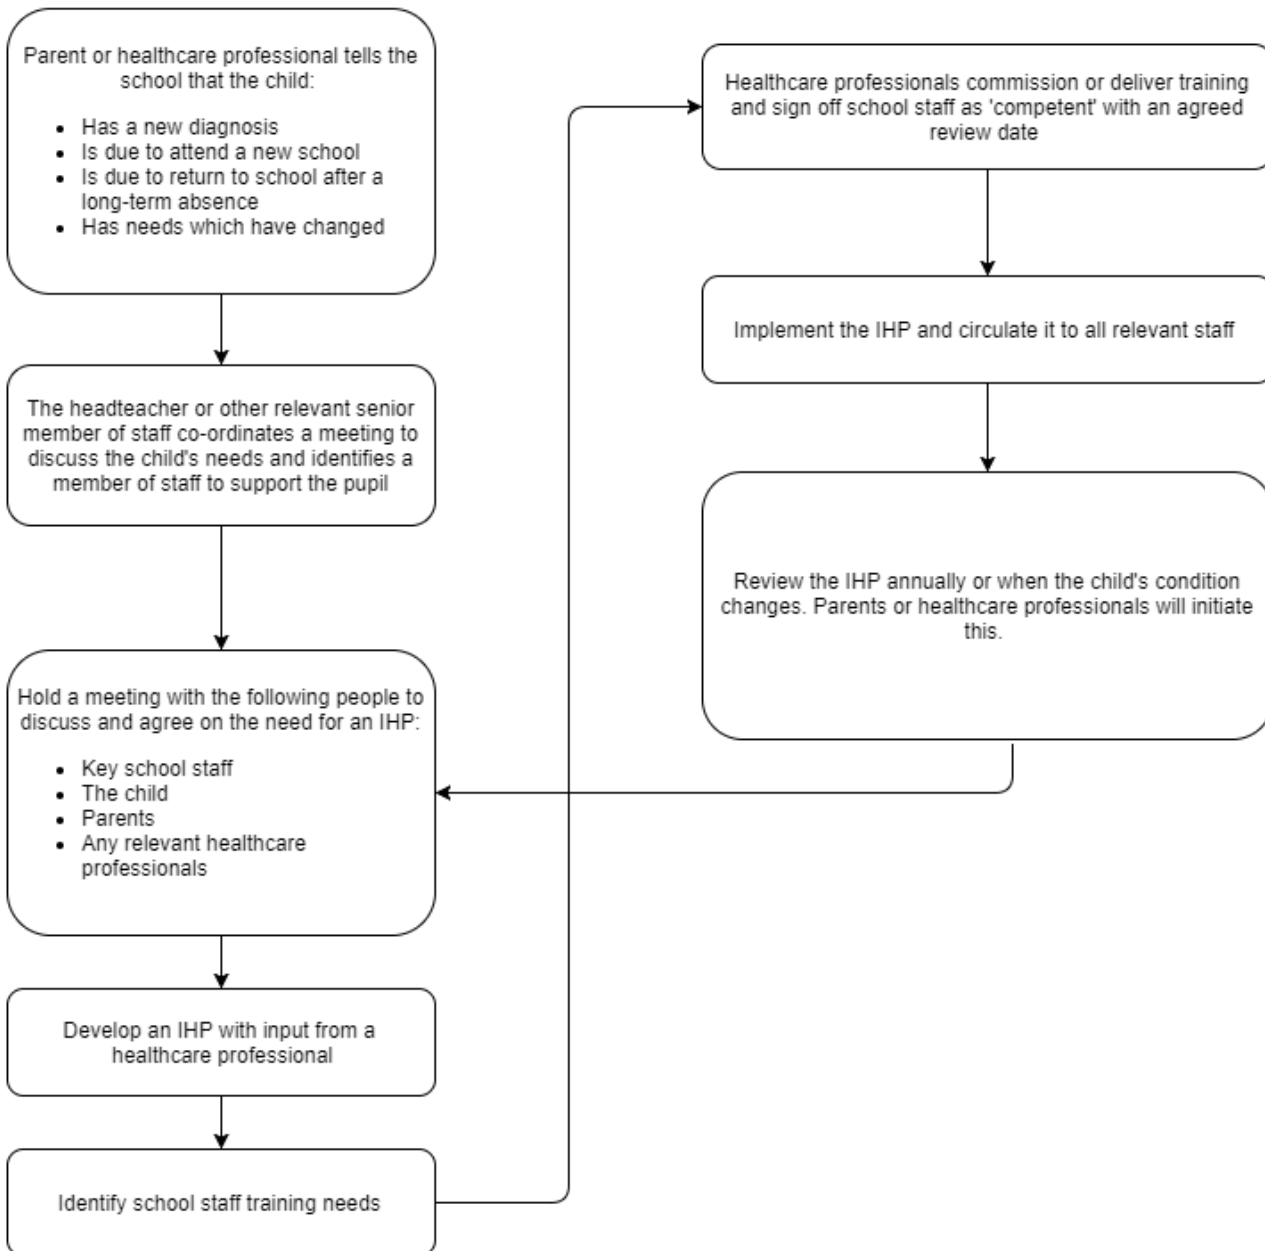 Parent or healthcare professional tells the
school that the child:
• Has a new diagnosis
• Is due to attend a new school
• Is due to return to school after a
long-term absence
• Has needs which have changed
The headteacher or other relevant senior
member of staff co-ordinates a meeting to
discuss the child's needs and identifies a
member of staff to support the pupil
Hold a meeting with the following people to
discuss and agree on the need for an IHP:
• Key school staff
• The child
• Parents
• Any relevant healthcare
professionals
Develop an IHP with input from a
healthcare professional
Identify school staff training needs
Healthcare professionals commission or deliver training
and sign off school staff as 'competent' with an agreed
review date
Implement the IHP and circulate it to all relevant staff
Review the IHP annually or when the child's condition
changes. Parents or healthcare professionals will initiate
this.